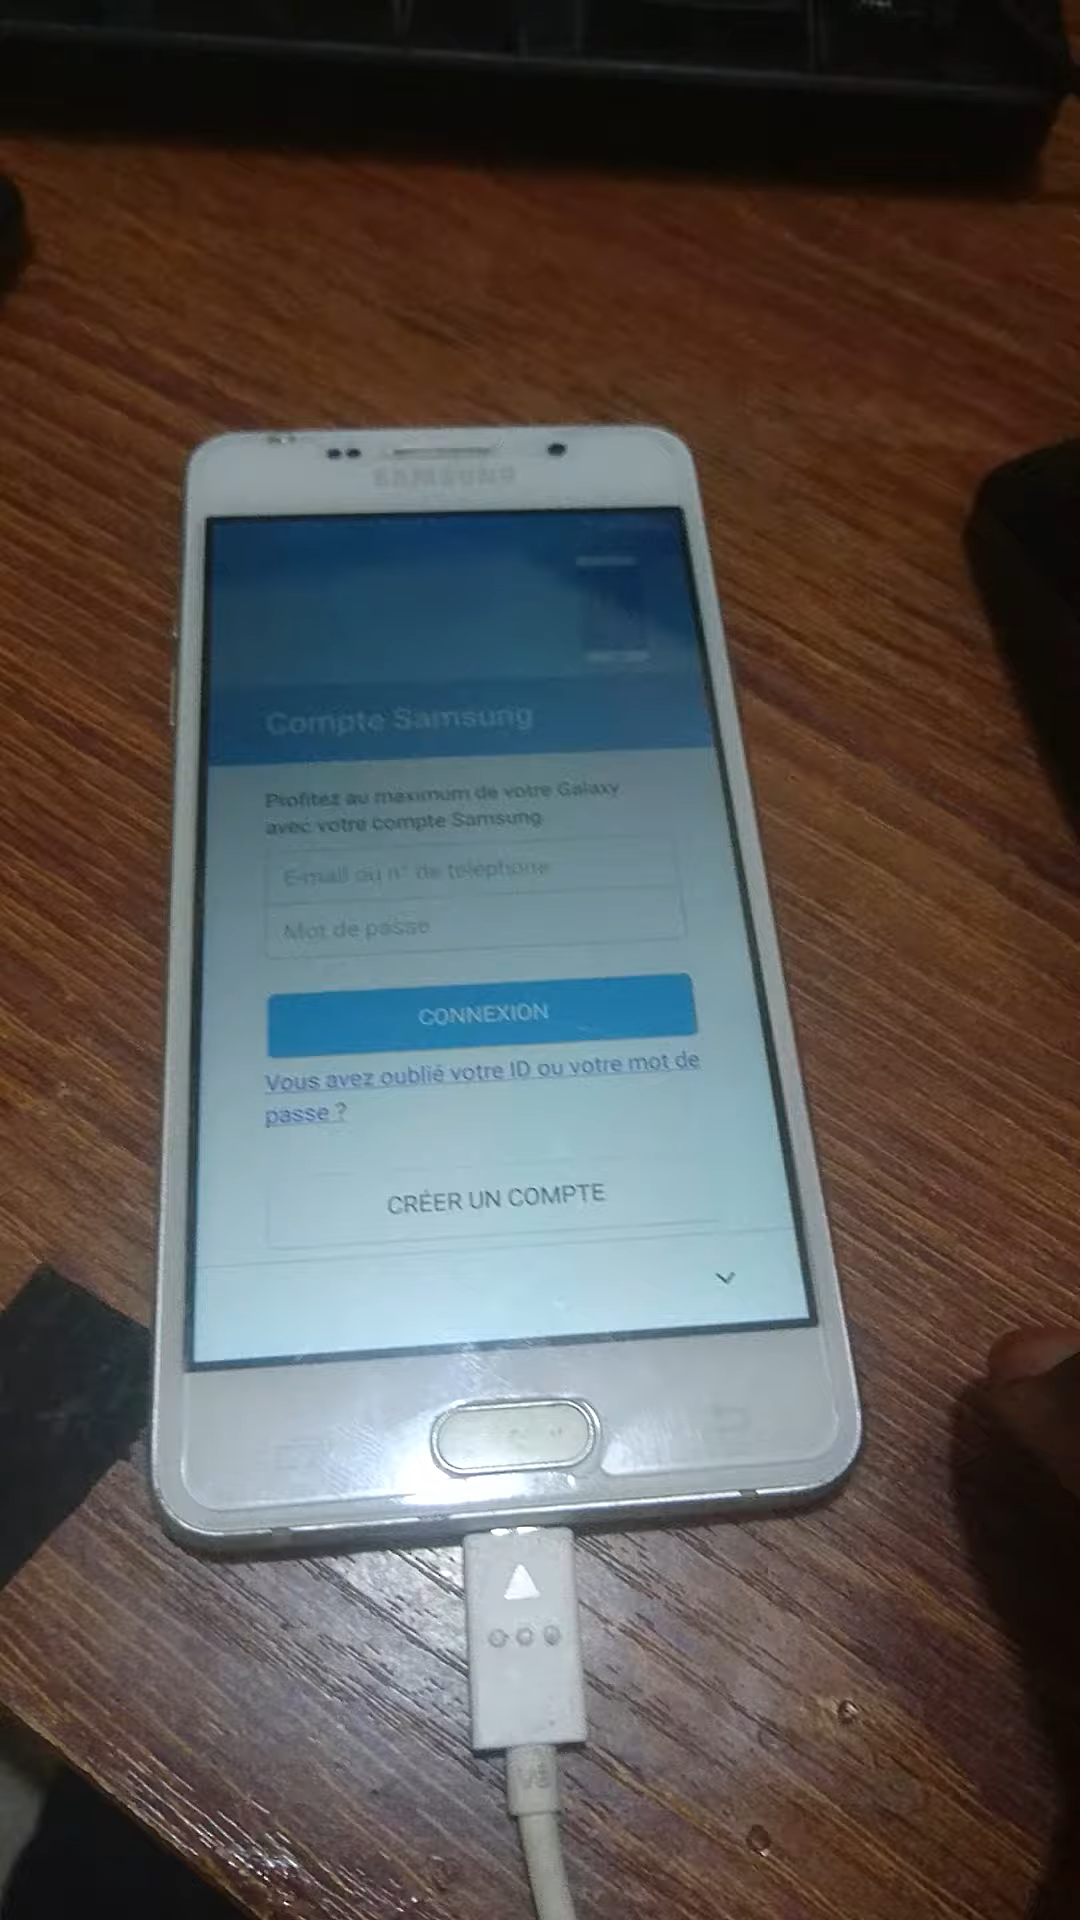 SAMSUNG
Compte Samsung
Profitez au maximum de votre Galaxy
avec votre compte Samsung
E-mail ou n° de téléphone
Mot de passe
CONNEXION
Vous avez oublié votre ID ou votre mot de
passe ?
CRÉER UN COMPTE
V8